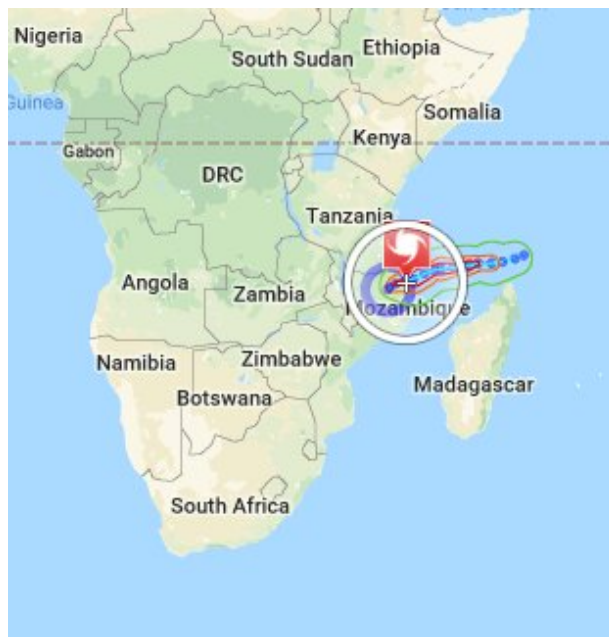 Nigeria
Ethiopia
South Sudan
Guinea
Somalia
Kenya
Gabon
DRC
Tanzania
Angola
Zambia
Mozambique
Namibia
Zimbabwe
Botswana
Madagascar
South Africa